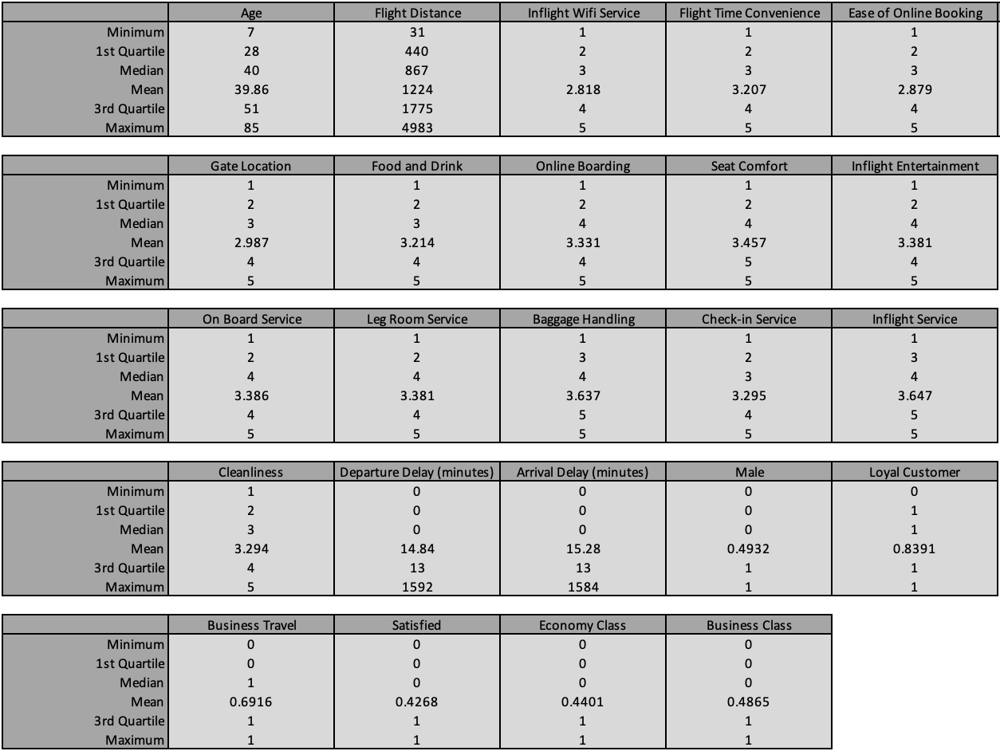 Age Flight Distance Inflight Wifi Service Flight Time Convenience Ease of Online Booking
Minimum 7 31 1 1 1
1st Quartile 28 440 2 2 2
Median 40 867 3 3 3
Mean 39.86 1224 2.818 3.207 2.879
3rd Quartile 51 1775 4 4 4
Maximum 85 4983 5 5 5
Gate Location Food and Drink Online Boarding Seat Comfort Inflight Entertainment
Minimum 1 1 1 1 1
1st Quartile 2 2 2 2 2
Median 3 3 4 4 4
Mean 2.987 3.214 3.331 3.457 3.381
3rd Quartile 4 4 4 5 4
Maximum 5 5 5 5 5
On Board Service Leg Room Service Baggage Handling Check-in Service Inflight Service
Minimum 1 1 1 1 1
1st Quartile 2 2 3 2 3
Median 4 4 4 3 4
Mean 3.386 3.381 3.637 3.295 3.647
3rd Quartile 4 4 5 4 5
Maximum 5 5 5 5 5
Cleanliness Departure Delay (minutes) Arrival Delay (minutes) Male Loyal Customer
Minimum 1 0 0 0 0
1st Quartile 2 0 0 0 1
Median 3 0 0 0 1
Mean 3.294 14.84 15.28 0.4932 0.8391
3rd Quartile 4 13 13 1 1
Maximum 5 1592 1584 1 1
Business Travel Satisfied Economy Class Business Class
Minimum 0 0 0 0
1st Quartile 0 0 0 0
Median 1 0 0 0
Mean 0.6916 0.4268 0.4401 0.4865
3rd Quartile 1 1 1 1
Maximum 1 1 1 1